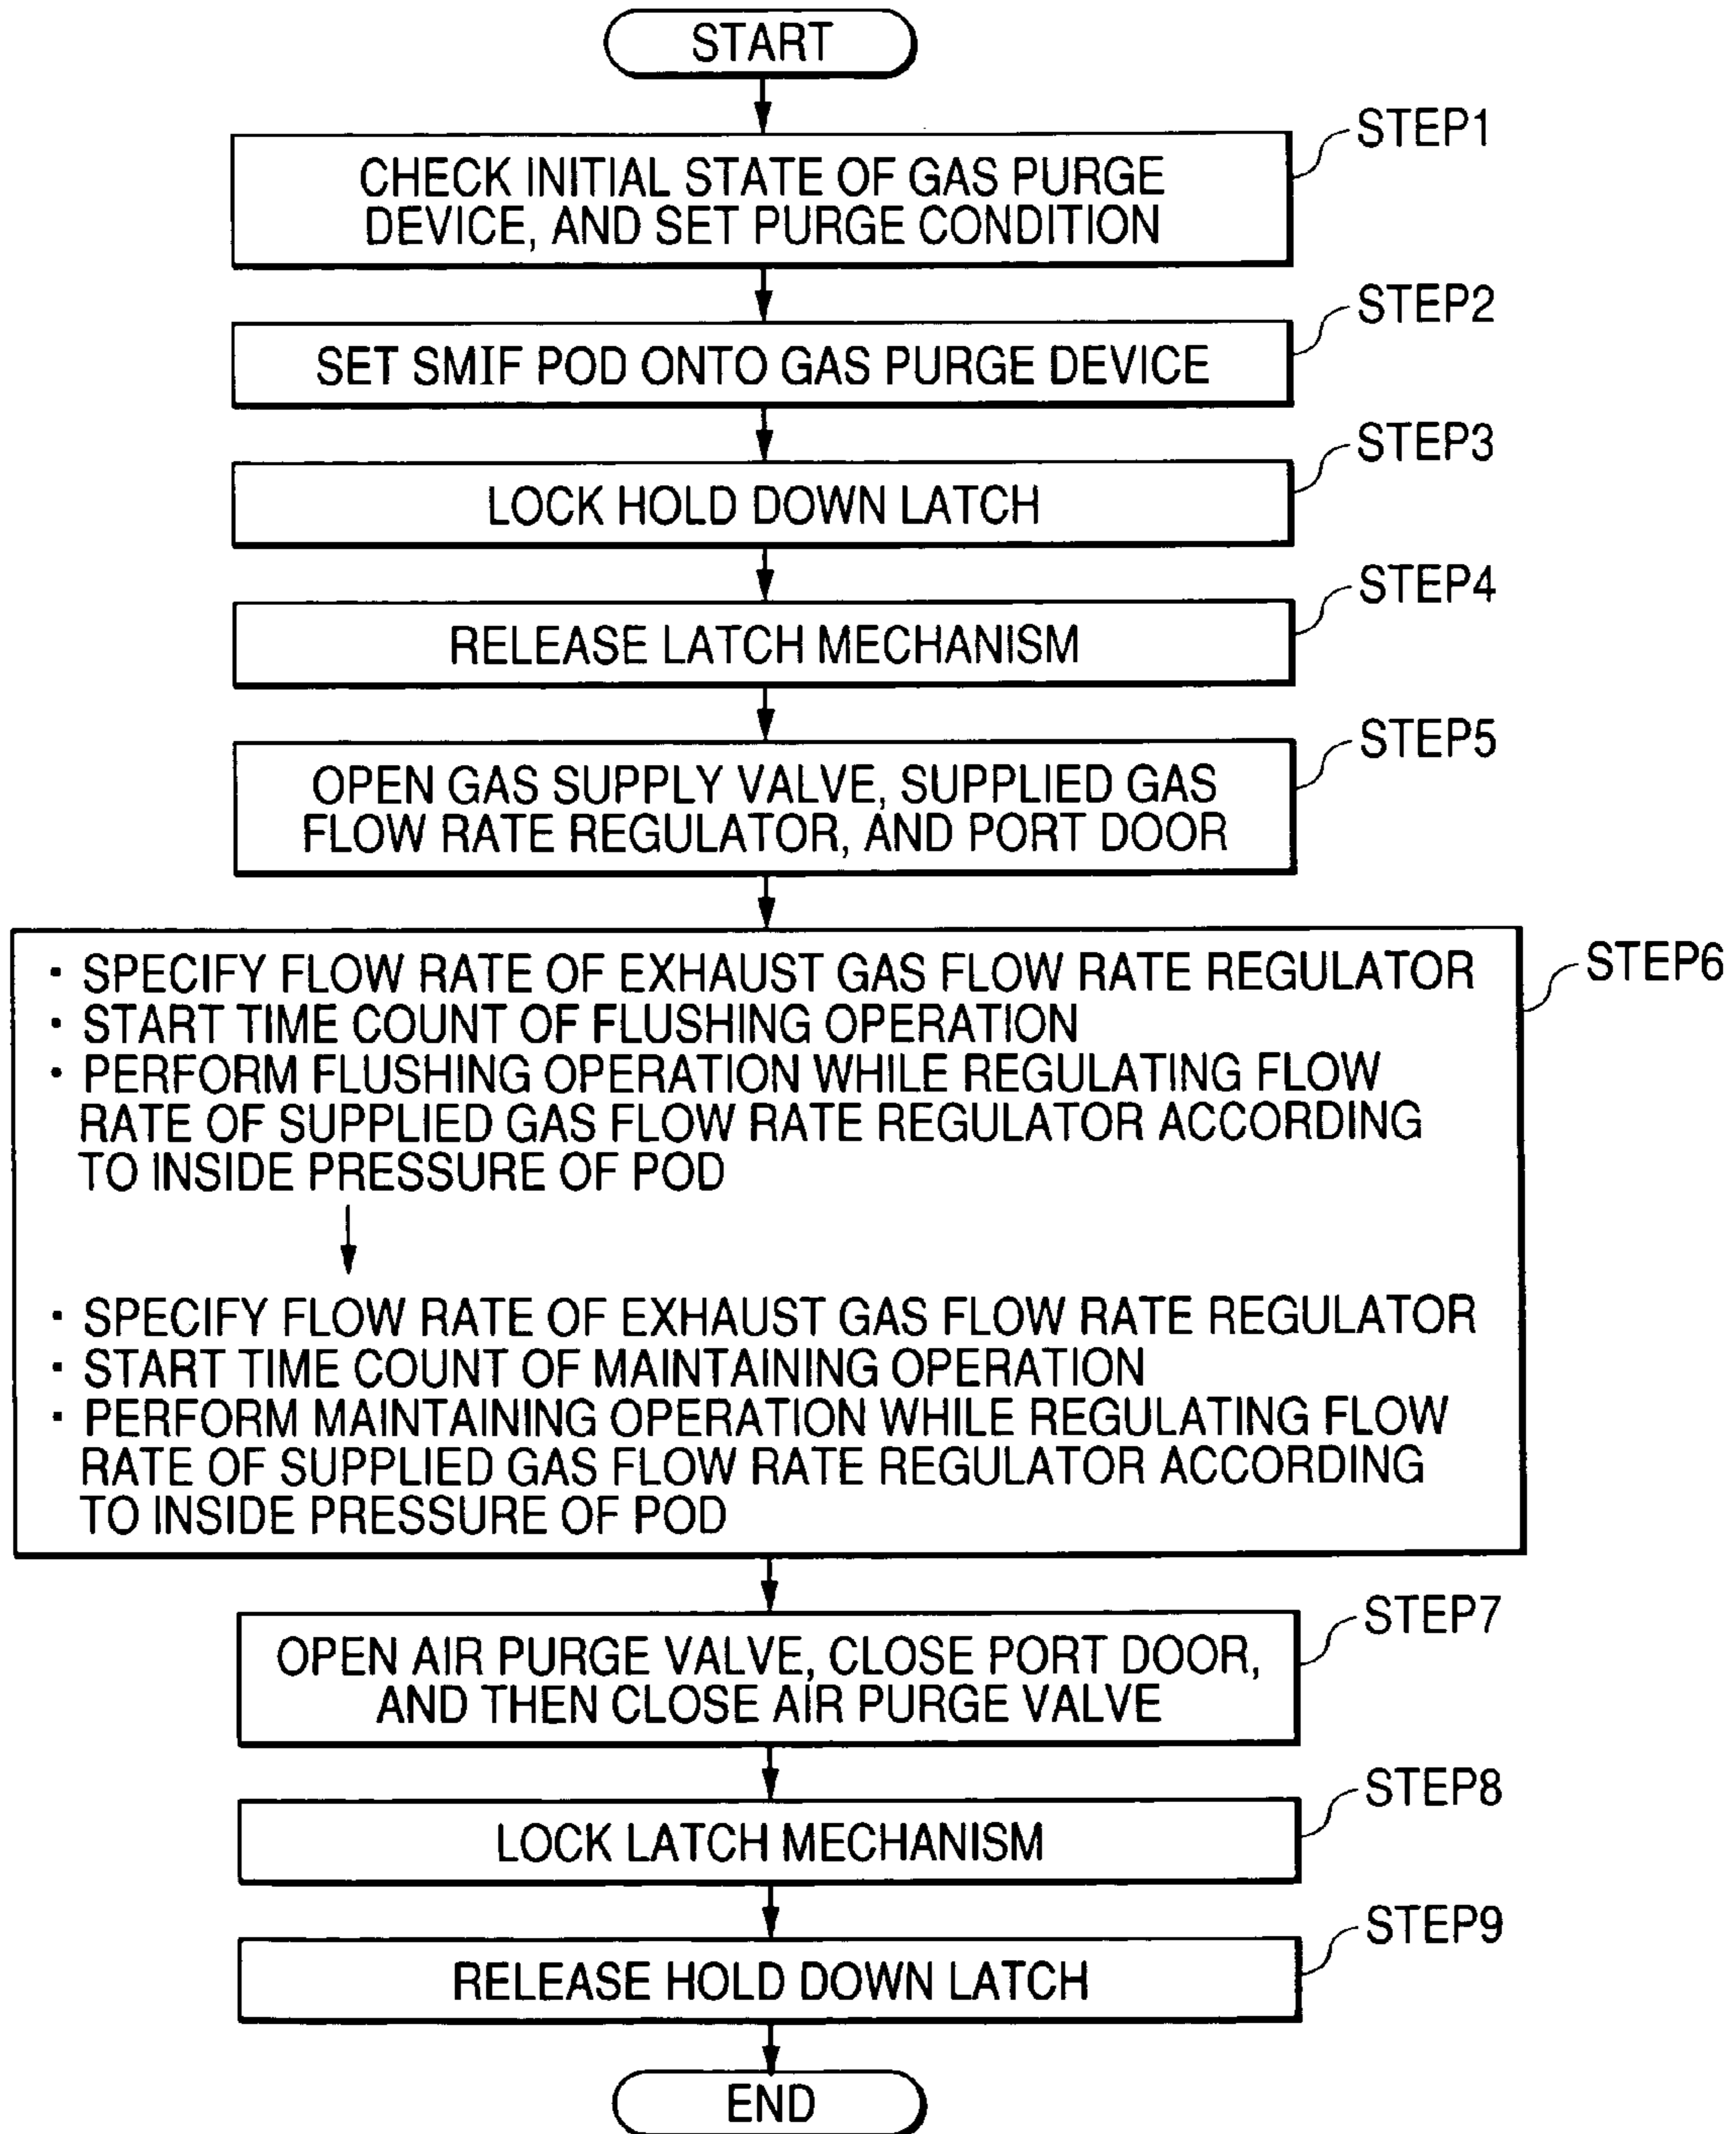 START
STEP1
CHECK INITIAL STATE OF GAS PURGE
DEVICE, AND SET PURGE CONDITION
STEP2
SET SMIF POD ONTO GAS PURGE DEVICE
STEP3
LOCK HOLD DOWN LATCH
STEP4
RELEASE LATCH MECHANISM
STEP5
OPEN GAS SUPPLY VALVE, SUPPLIED GAS
FLOW RATE REGULATOR, AND PORT DOOR
STEP6
· SPECIFY FLOW RATE OF EXHAUST GAS FLOW RATE REGULATOR
· START TIME COUNT OF FLUSHING OPERATION
· PERFORM FLUSHING OPERATION WHILE REGULATING FLOW
RATE OF SUPPLIED GAS FLOW RATE REGULATOR ACCORDING
TO INSIDE PRESSURE OF POD
· SPECIFY FLOW RATE OF EXHAUST GAS FLOW RATE REGULATOR
· START TIME COUNT OF MAINTAINING OPERATION
· PERFORM MAINTAINING OPERATION WHILE REGULATING FLOW
RATE OF SUPPLIED GAS FLOW RATE REGULATOR ACCORDING
TO INSIDE PRESSURE OF POD
STEP7
OPEN AIR PURGE VALVE, CLOSE PORT DOOR,
AND THEN CLOSE AIR PURGE VALVE
STEP8
LOCK LATCH MECHANISM
STEP9
RELEASE HOLD DOWN LATCH
END